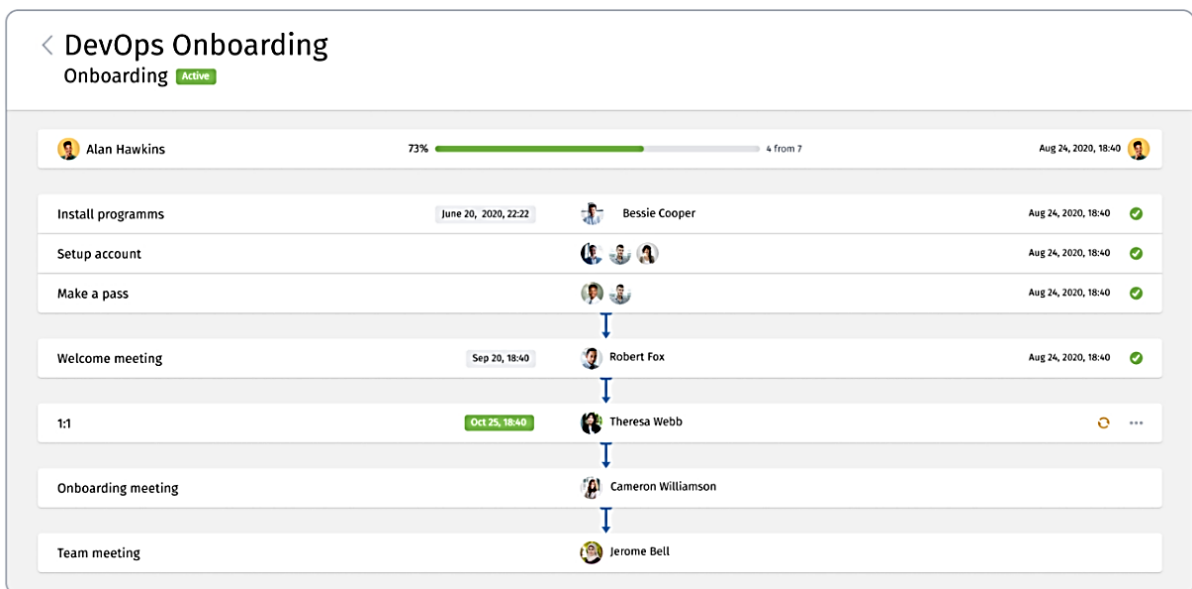 DevOps Onboarding
Onboarding Active
Alan Hawkins 73% 4 from 7 Aug 24, 2020, 18:40
Install programms June 20, 2020, 22:22 Bessie Cooper Aug 24, 2020, 18:40
Setup account Aug 24, 2020, 18:40
Make a pass Aug 24, 2020, 18:40
Welcome meeting Sep 20, 18:40 Robert Fox Aug 24, 2020, 18:40
1:1 Oct 25, 18:40 Theresa Webb
Onboarding meeting Cameron Williamson
Team meeting Jerome Bell